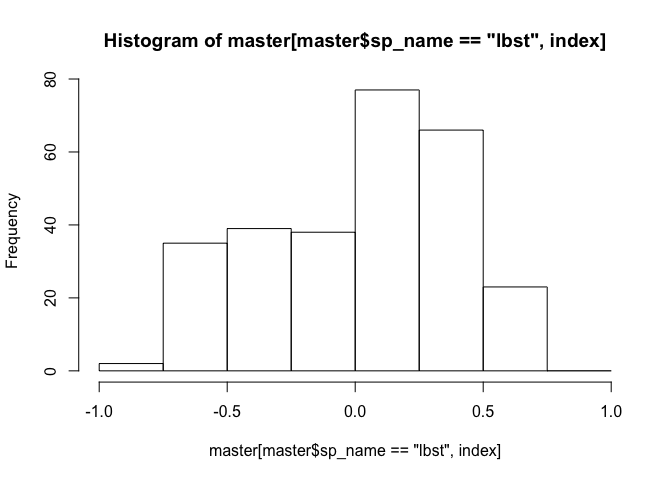 Histogram of master[master$sp_name == "lbst", index]
80
60
40
20
0
Frequency
-1.0 -0.5 0.0 0.5 1.0
master[master$sp_name == "lbst", index]